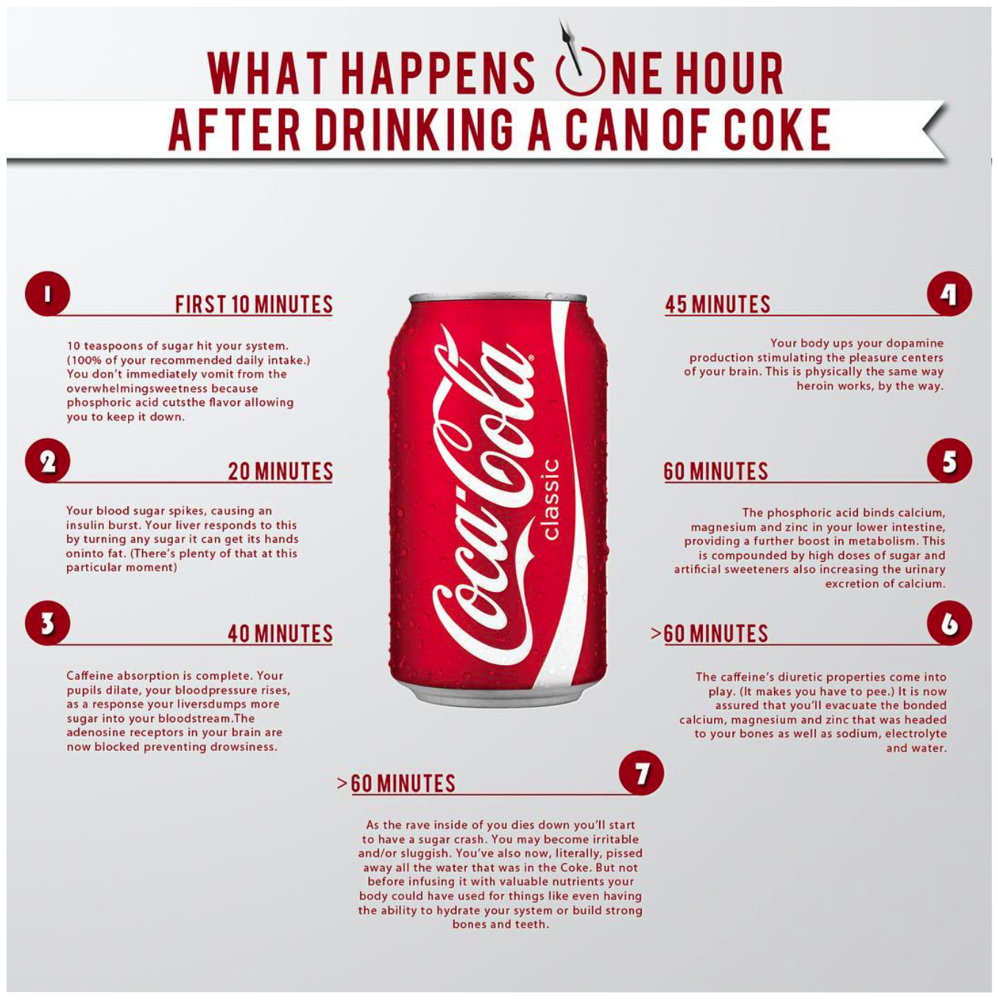 WHAT HAPPENS ONE HOUR
AFTER DRINKING A CAN OF COKE
1
FIRST 10 MINUTES
10 teaspoons of sugar hit your system.
(100% of your recommended daily intake.)
You don't immediately vomit from the
overwhelmingsweetness because
phosphoric acid cutsthe flavor allowing
you to keep it down.
2
20 MINUTES
Your blood sugar spikes, causing an
insulin burst. Your liver responds to this
by turning any sugar it can get its hands
oninto fat. (There's plenty of that at this
particular moment)
3
40 MINUTES
Caffeine absorption is complete. Your
pupils dilate, your bloodpressure rises,
as a response your liversdumps more
sugar into your bloodstream.The
adenosine receptors in your brain are
now blocked preventing drowsiness.
Coca-Cola®
classic
4
45 MINUTES
Your body ups your dopamine
production stimulating the pleasure centers
of your brain. This is physically the same way
heroin works, by the way.
5
60 MINUTES
The phosphoric acid binds calcium,
magnesium and zinc in your lower intestine,
providing a further boost in metabolism. This
is compounded by high doses of sugar and
artificial sweeteners also increasing the urinary
excretion of calcium.
6
>60 MINUTES
The caffeine's diuretic properties come into
play. (It makes you have to pee.) It is now
assured that you'll evacuate the bonded
calcium, magnesium and zinc that was headed
to your bones as well as sodium, electrolyte
and water.
7
>60 MINUTES
As the rave inside of you dies down you'll start
to have a sugar crash. You may become irritable
and/or sluggish. You've also now, literally, pissed
away all the water that was in the Coke. But not
before infusing it with valuable nutrients your
body could have used for things like even having
the ability to hydrate your system or build strong
bones and teeth.